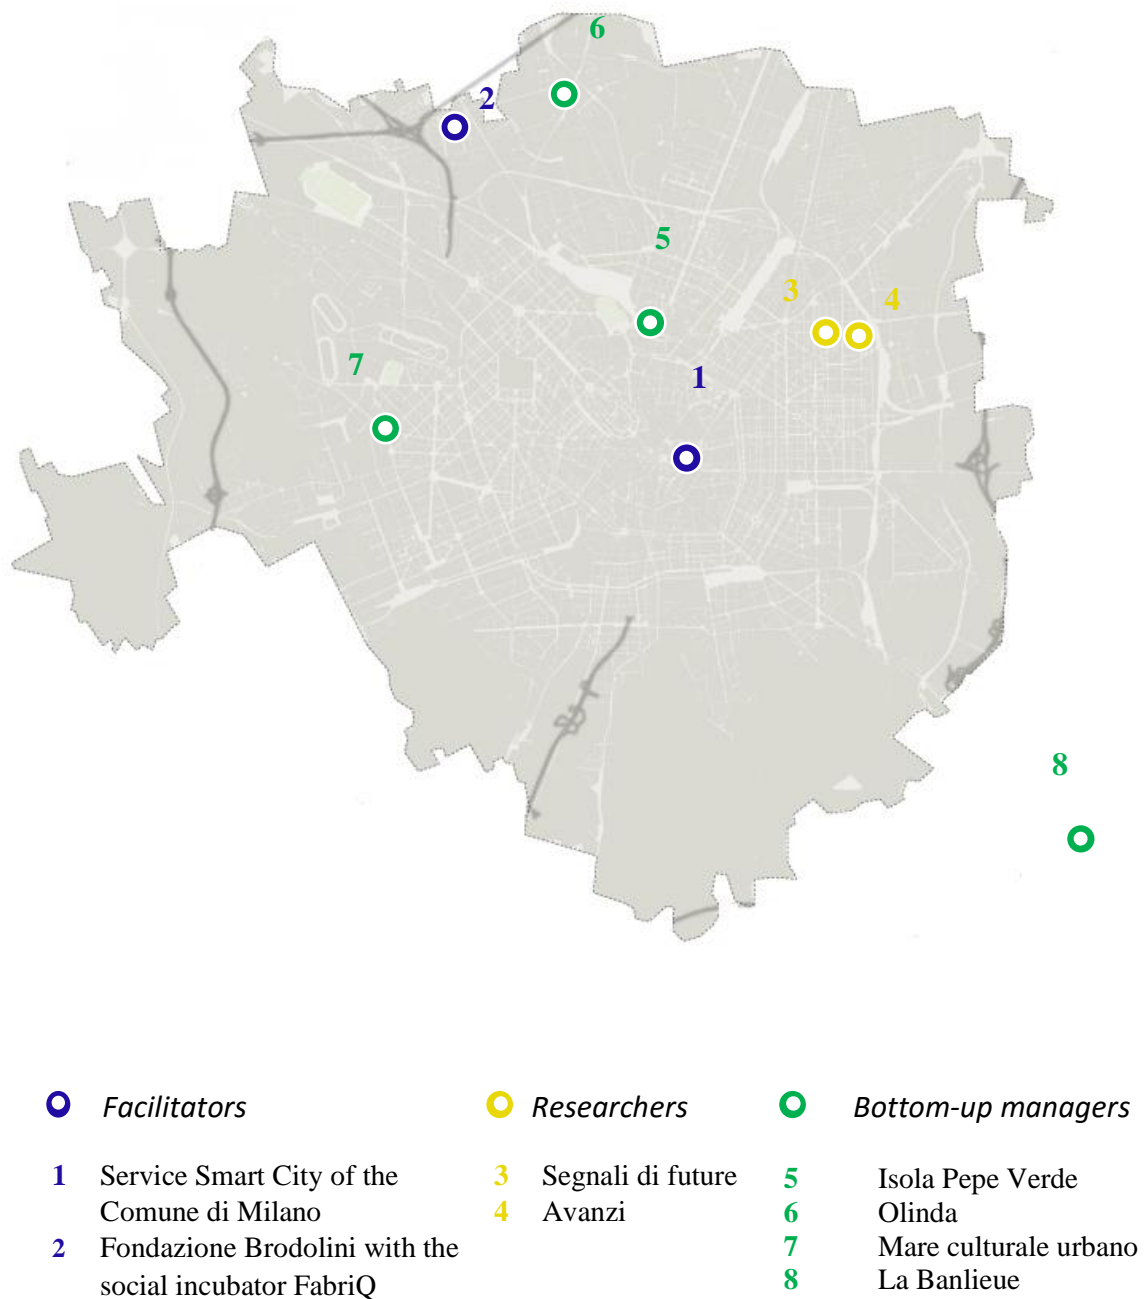 6
2
5
3
4
7
1
8
Facilitators
Researchers
Bottom-up managers
1 Service Smart City of the
Comune di Milano
2 Fondazione Brodolini with the
social incubator FabriQ
3 Segnali di future
4 Avanzi
5 Isola Pepe Verde
6 Olinda
7 Mare culturale urbano
8 La Banlieue